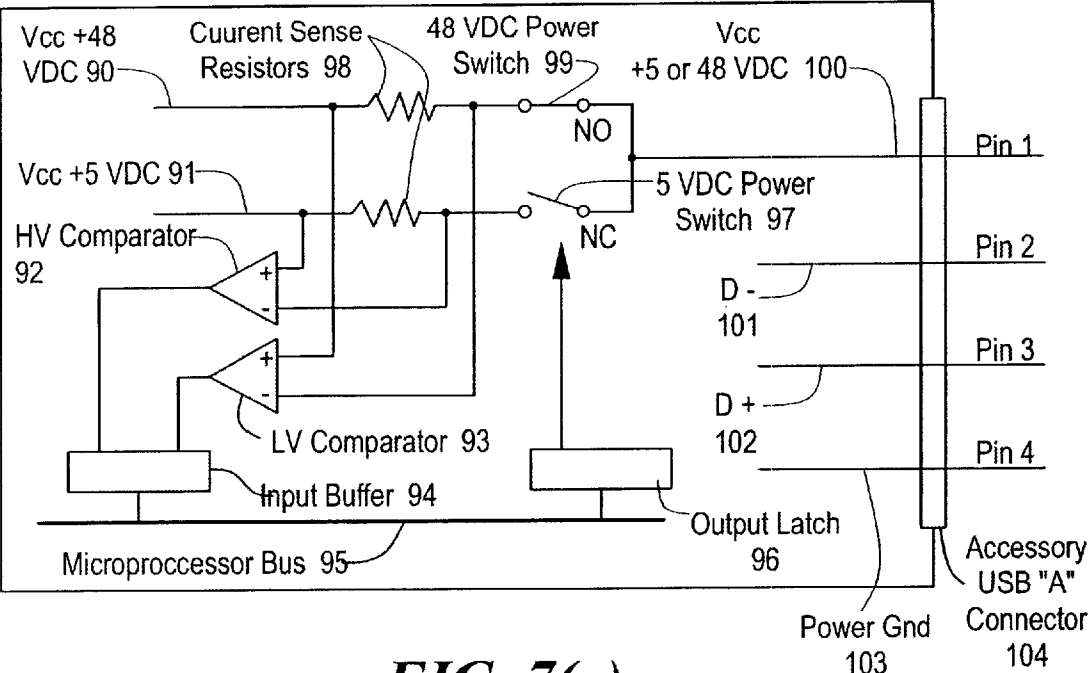 Vcc +48
VDC 90
Cuurent Sense
Resistors 98
48 VDC Power
Switch 99
Vcc
+5 or 48 VDC 100
NO
Pin 1
Vcc +5 VDC 91
5 VDC Power
Switch 97
NC
HV Comparator
92
+
-
Pin 2
D -
101
+
-
Pin 3
D +
102
LV Comparator 93
Pin 4
Input Buffer 94
Output Latch
96
Microproccessor Bus 95
Accessory
USB "A"
Connector
104
Power Gnd
103
FIG. 7(a)